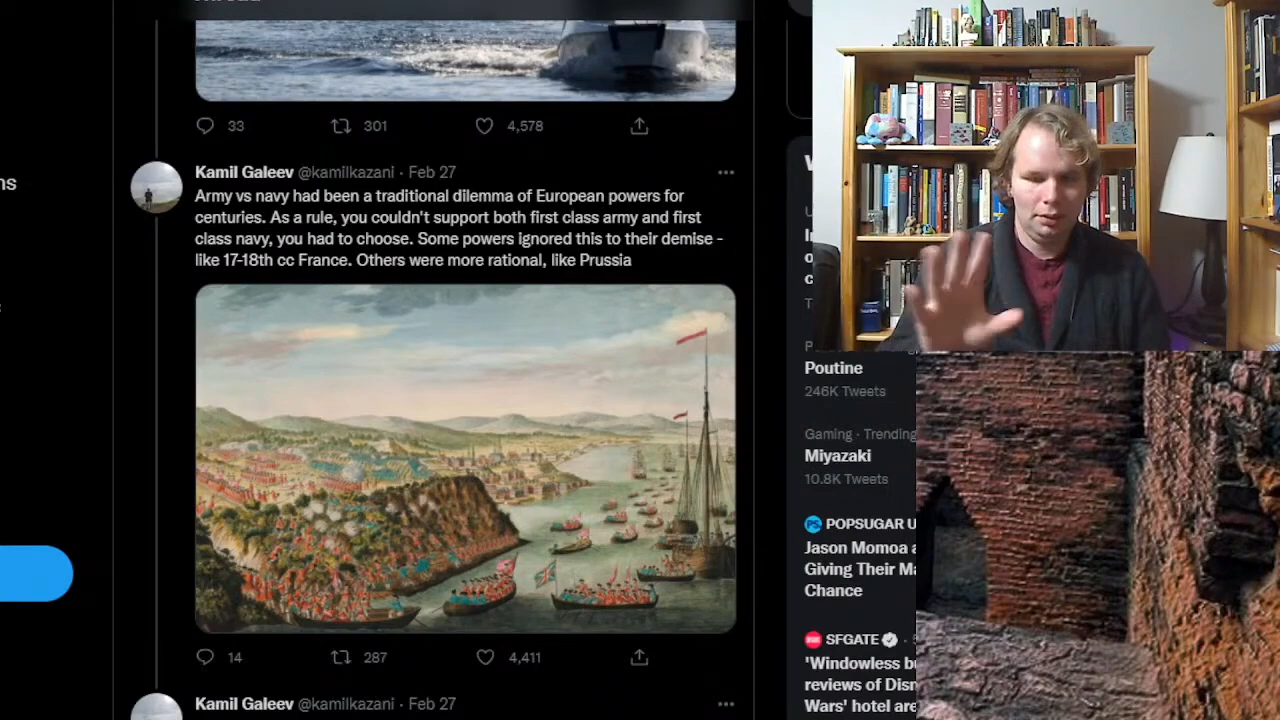 33
301
4,578
Kamil Galeev @kamilkazani · Feb 27
Army vs navy had been a traditional dilemma of European powers for
centuries. As a rule, you couldn't support both first class army and first
class navy, you had to choose. Some powers ignored this to their demise -
like 17-18th cc France. Others were more rational, like Prussia
14
287
4,411
Kamil Galeev @kamilkazani · Feb 27
Poutine
246K Tweets
Gaming · Trending
Miyazaki
10.8K Tweets
POPSUGAR U
Jason Momoa a
Giving Their Ma
Chance
SFGATE
'Windowless b
reviews of Disn
Wars' hotel are